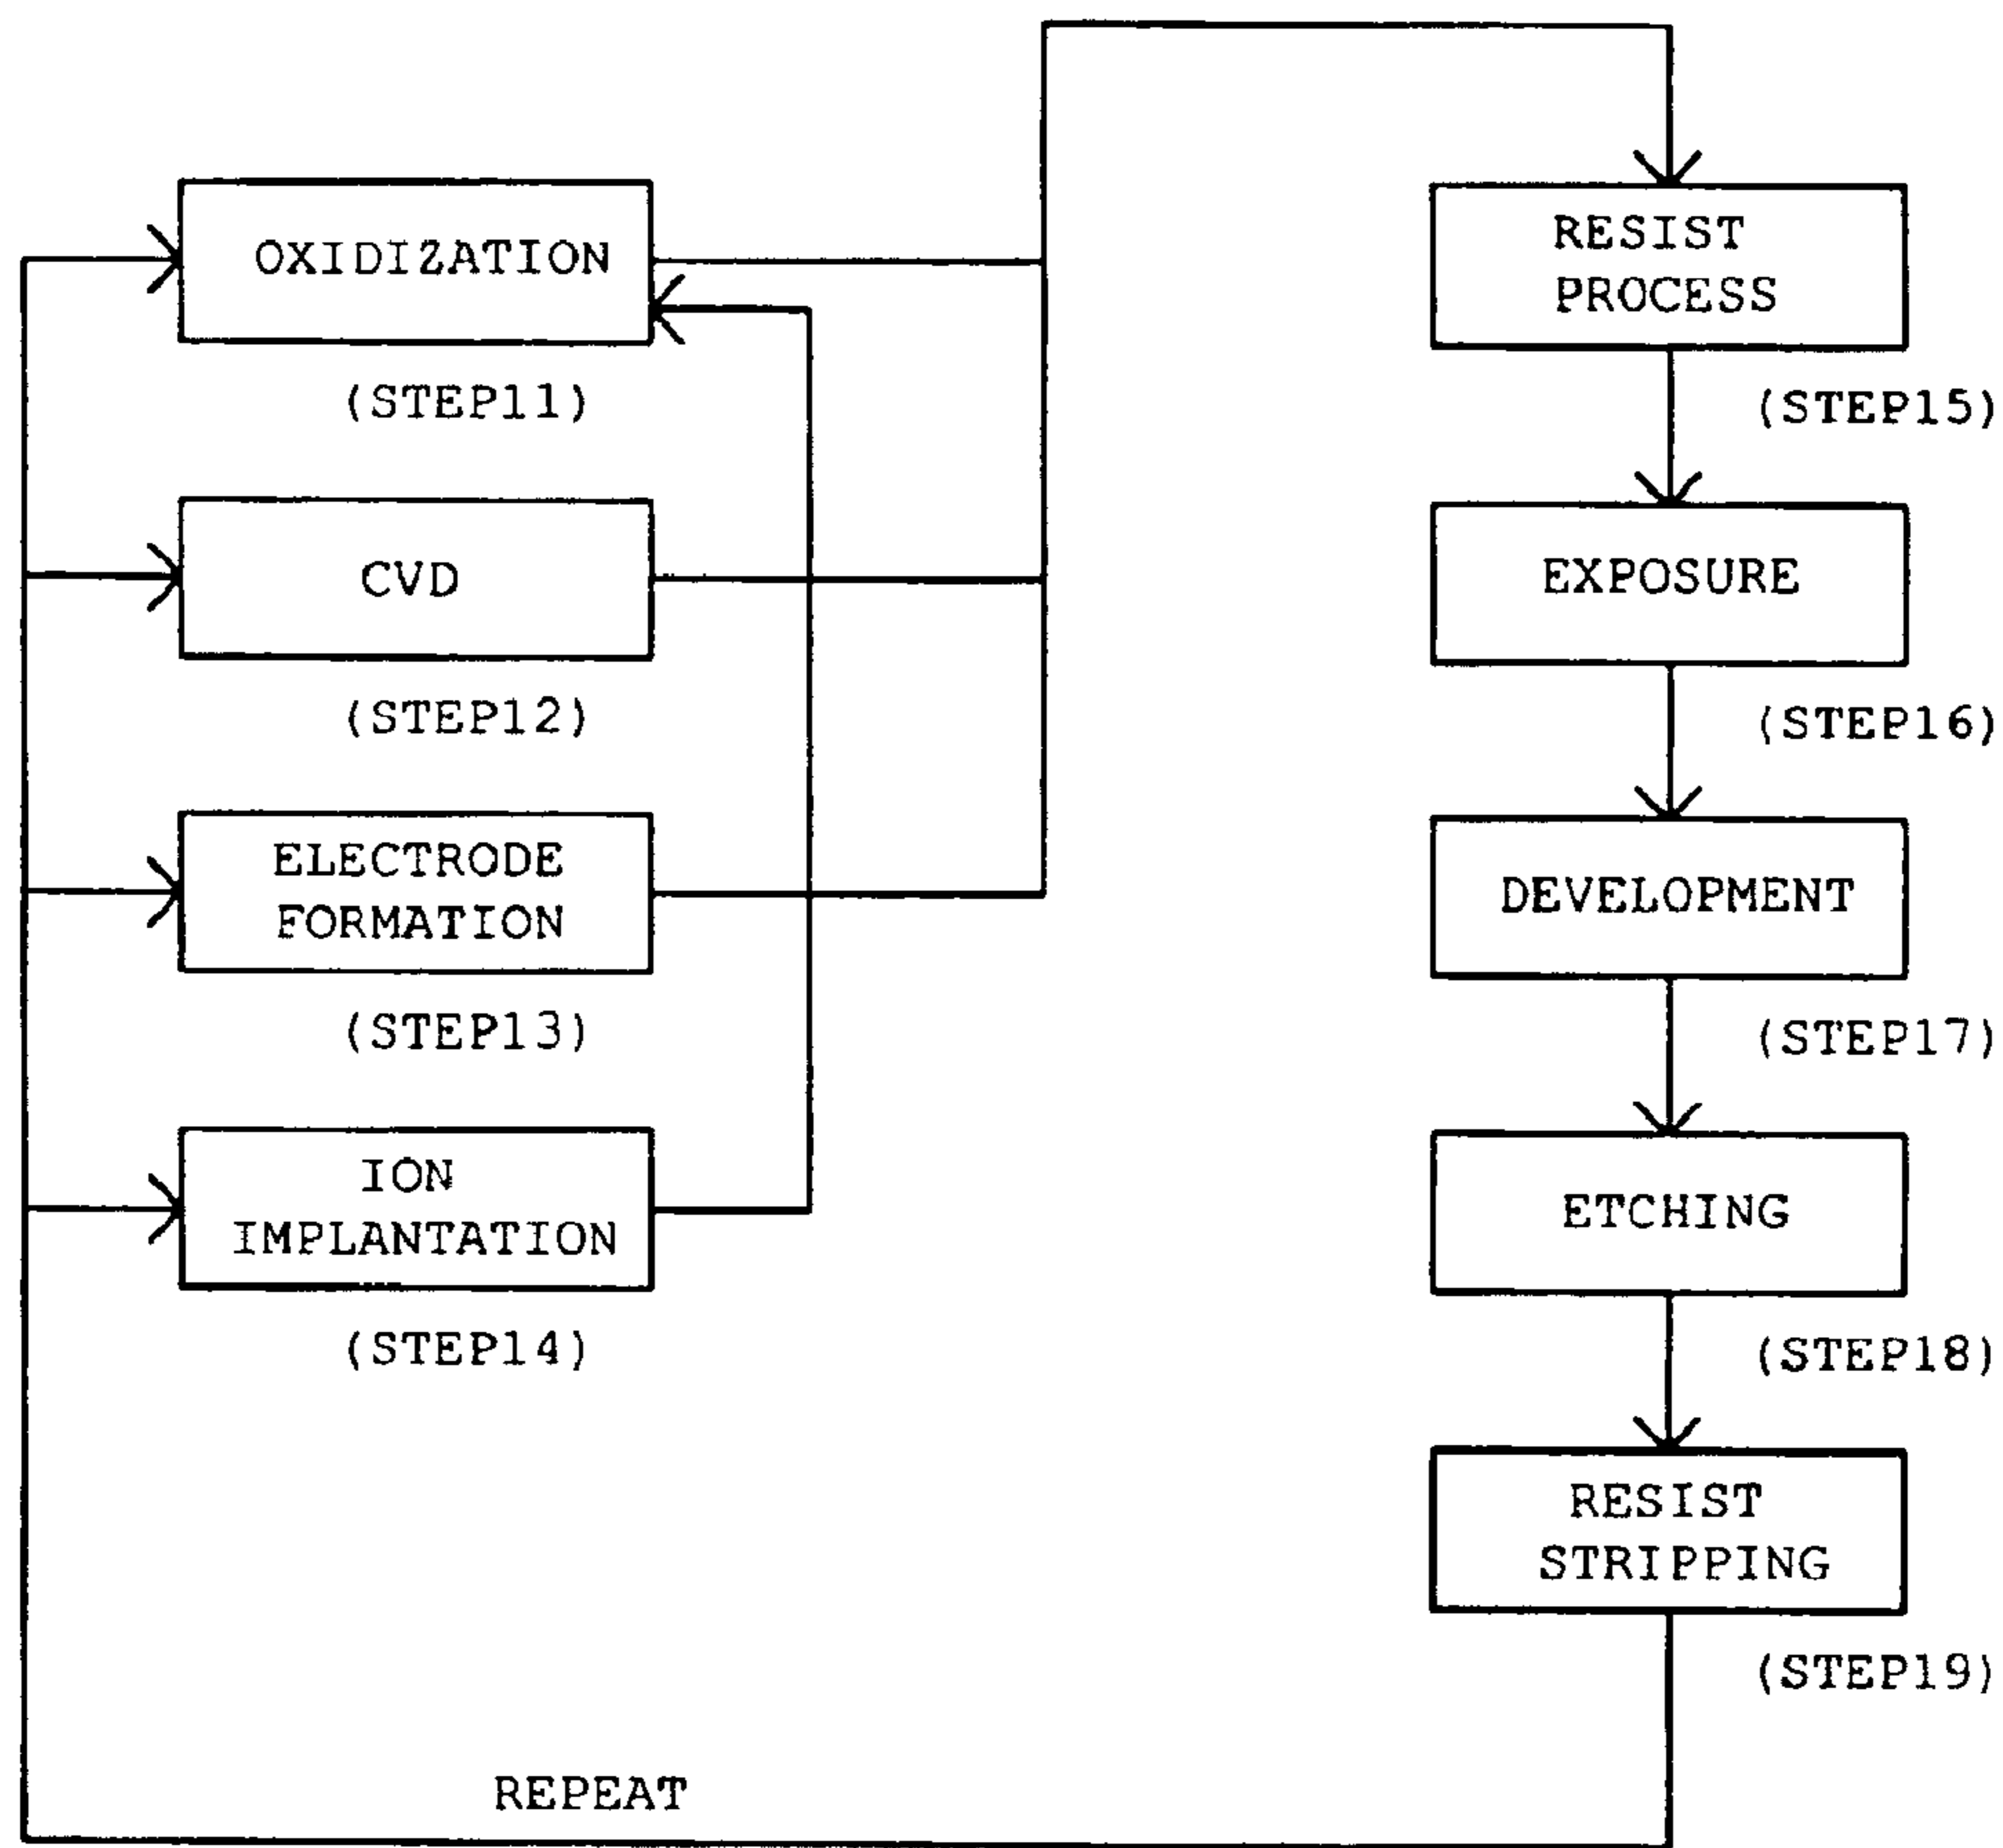 OXIDIZATION
(STEP11)
CVD
(STEP12)
ELECTRODE
FORMATION
(STEP13)
ION
IMPLANTATION
(STEP14)
RESIST
PROCESS
(STEP15)
EXPOSURE
(STEP16)
DEVELOPMENT
(STEP17)
ETCHING
(STEP18)
RESIST
STRIPPING
(STEP19)
REPEAT